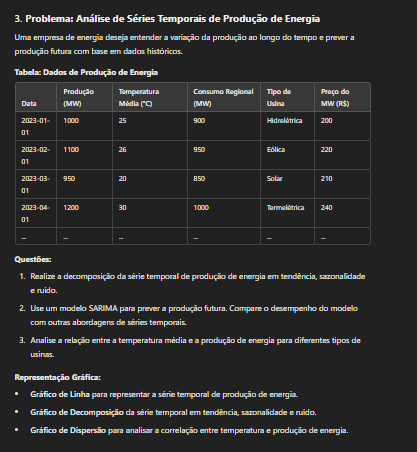 3. Problema: Análise de Séries Temporais de Produção de Energia
Uma empresa de energia deseja entender a variação da produção ao longo do tempo e prever a
produção futura com base em dados históricos.
Tabela: Dados de Produção de Energia
Data Produção (MW) Temperatura Média (°C) Consumo Regional (MW) Tipo de Usina Preço do MW (R$)
2023-01-01 1000 25 900 Hidrelétrica 200
2023-02-01 1100 26 950 Eólica 220
2023-03-01 950 20 850 Solar 210
2023-04-01 1200 30 1000 Termelétrica 240
... ... ... ... ... ...
Questões:
1. Realize a decomposição da série temporal de produção de energia em tendência, sazonalidade
e ruído.
2. Use um modelo SARIMA para prever a produção futura. Compare o desempenho do modelo
com outras abordagens de séries temporais.
3. Analise a relação entre a temperatura média e a produção de energia para diferentes tipos de
usinas.
Representação Gráfica:
• Gráfico de Linha para representar a série temporal de produção de energia.
• Gráfico de Decomposição da série temporal em tendência, sazonalidade e ruído.
• Gráfico de Dispersão para analisar a correlação entre temperatura e produção de energia.